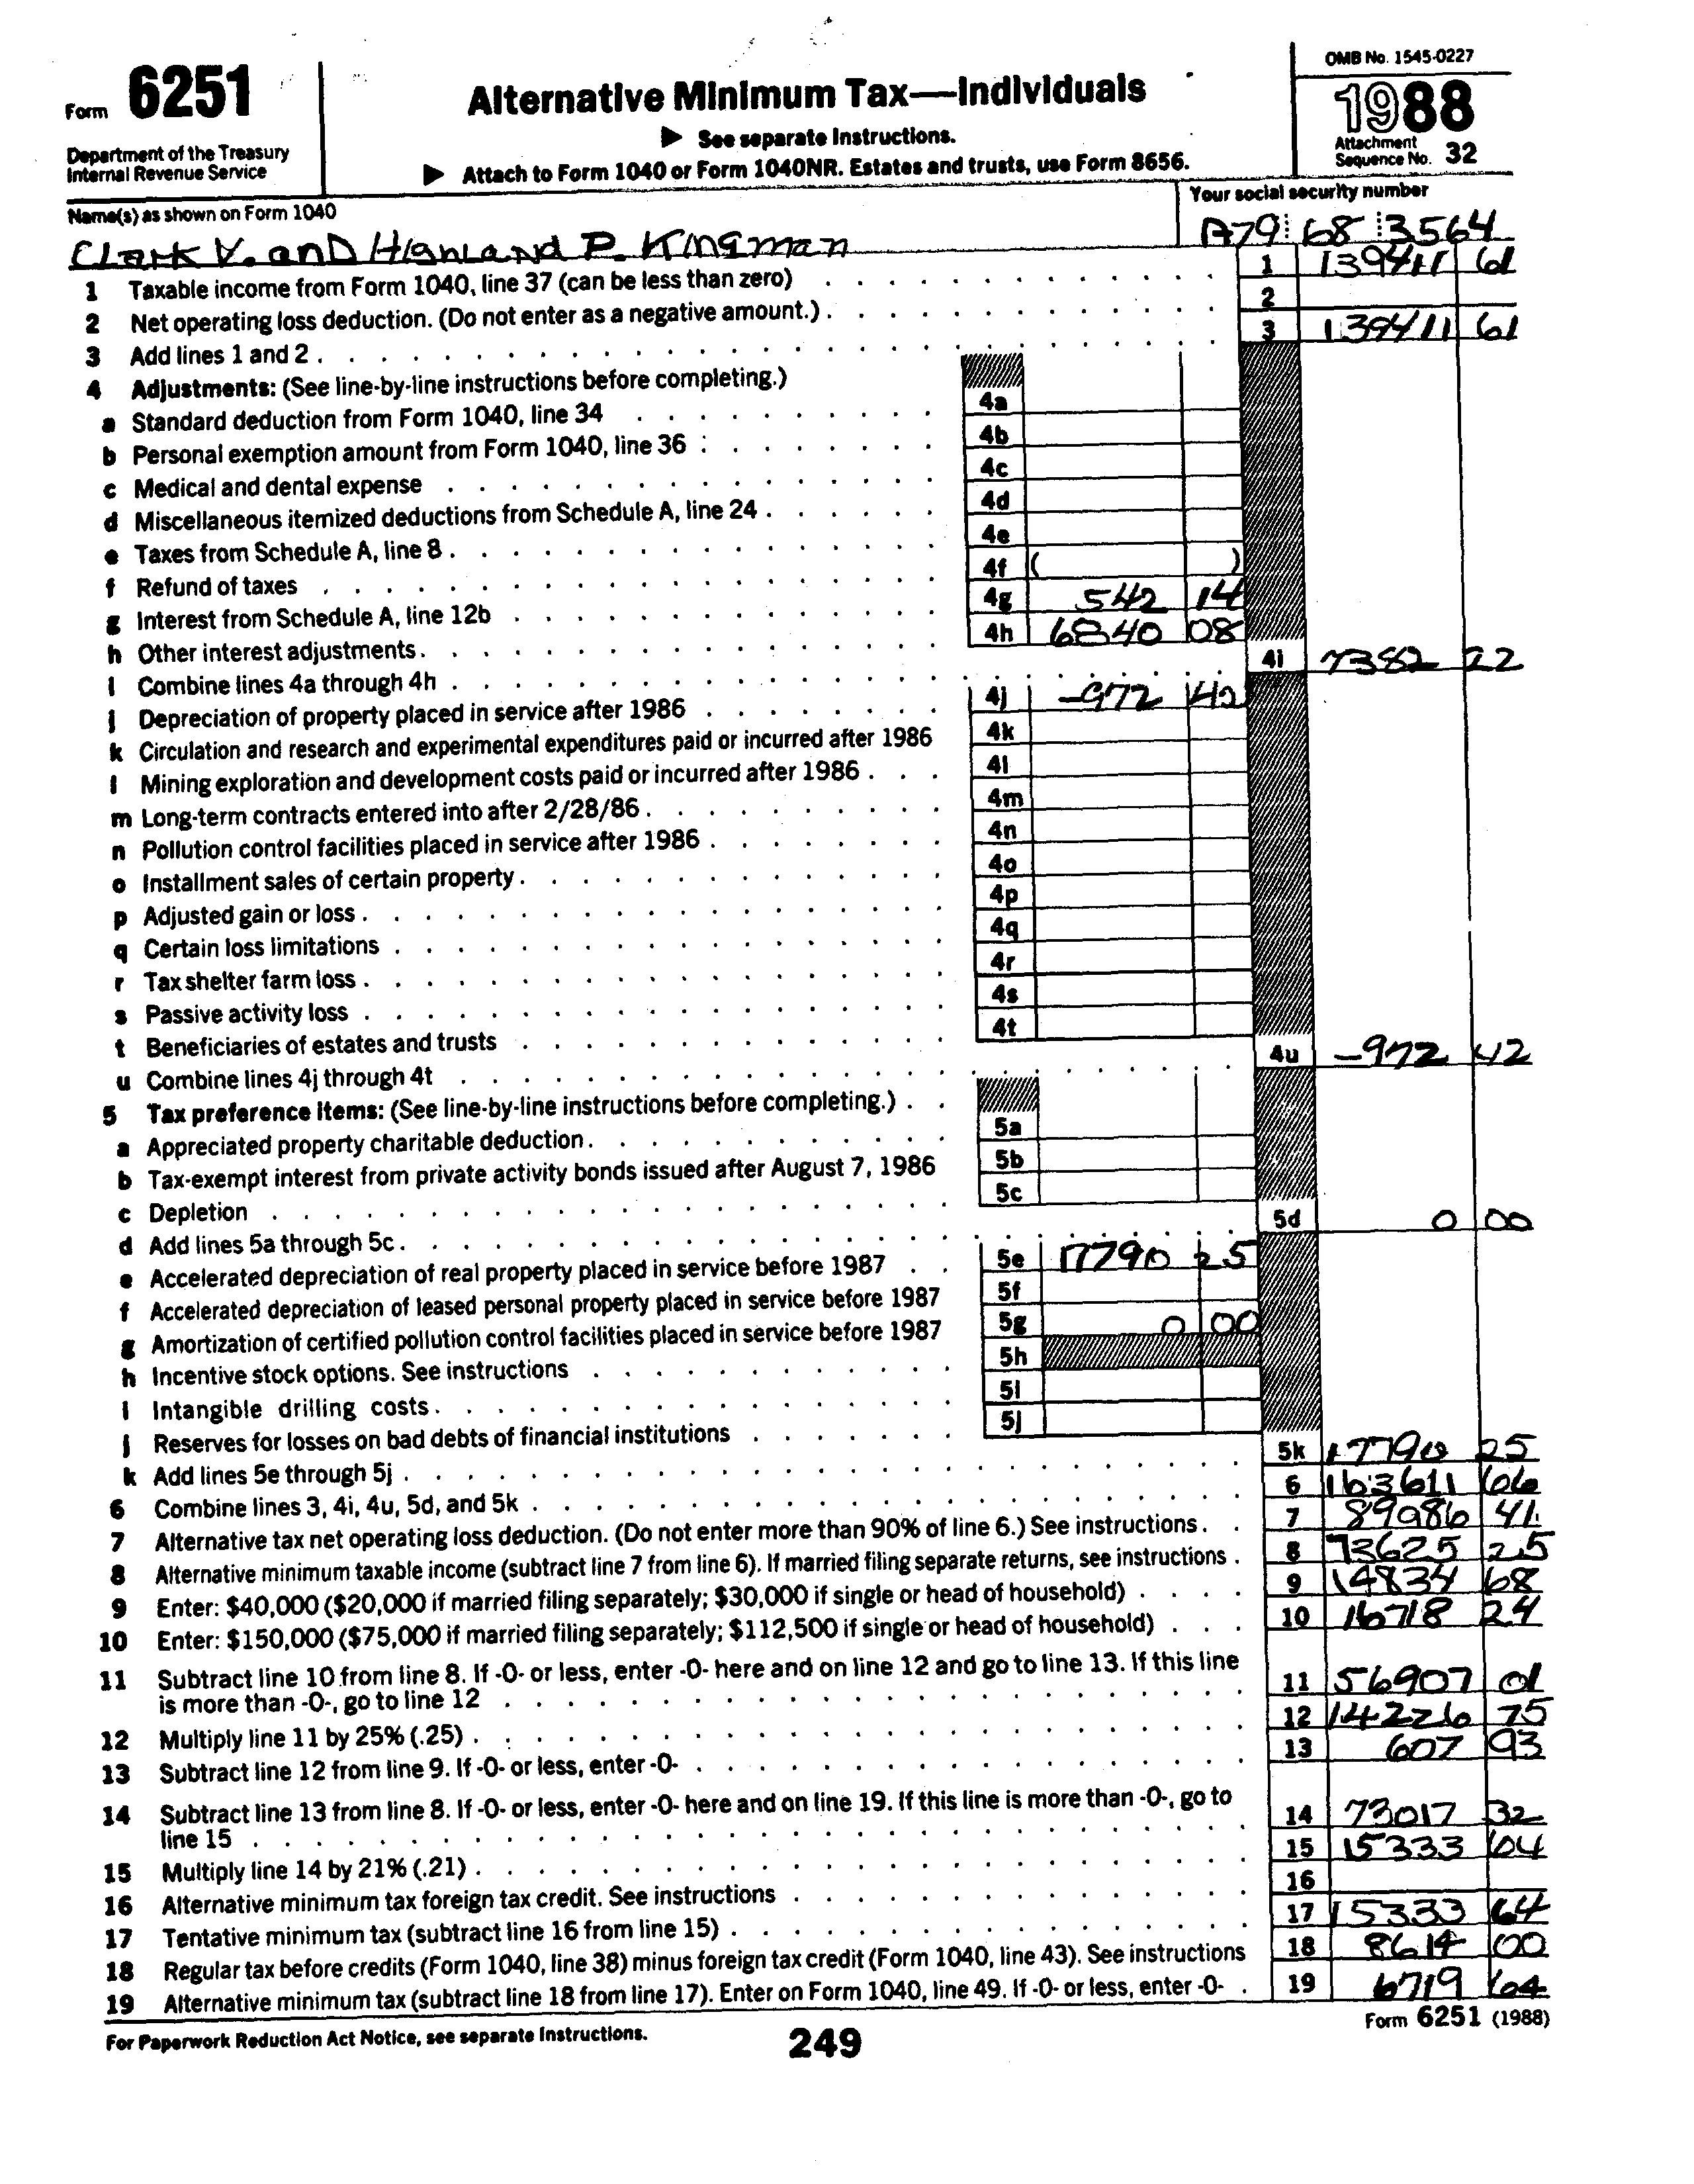 Form 6251
Department of the Treasury
Internal Revenue Service
Alternative Minimum Tax—Individuals
▶ See separate Instructions.
▶ Attach to Form 1040 or Form 1040NR. Estates and trusts, use Form 8656.
OMB No. 1545-0227
1988
Attachment
Sequence No. 32
Name(s) as shown on Form 1040
Your social security number
Clark V. and Highland P. Kingman
A79 68 3564
1 Taxable income from Form 1040, line 37 (can be less than zero) 1 139411 61
2 Net operating loss deduction. (Do not enter as a negative amount.) 2
3 Add lines 1 and 2 3 139411 61
4 Adjustments: (See line-by-line instructions before completing.)
a Standard deduction from Form 1040, line 34 4a
b Personal exemption amount from Form 1040, line 36 4b
c Medical and dental expense 4c
d Miscellaneous itemized deductions from Schedule A, line 24 4d
e Taxes from Schedule A, line 8 4e
f Refund of taxes 4f ( )
g Interest from Schedule A, line 12b 4g 542 14
h Other interest adjustments 4h 6840 08
i Combine lines 4a through 4h 4i 7382 22
j Depreciation of property placed in service after 1986 4j -972 42
k Circulation and research and experimental expenditures paid or incurred after 1986 4k
l Mining exploration and development costs paid or incurred after 1986 4l
m Long-term contracts entered into after 2/28/86 4m
n Pollution control facilities placed in service after 1986 4n
o Installment sales of certain property 4o
p Adjusted gain or loss 4p
q Certain loss limitations 4q
r Tax shelter farm loss 4r
s Passive activity loss 4s
t Beneficiaries of estates and trusts 4t
u Combine lines 4j through 4t 4u -972 42
5 Tax preference items: (See line-by-line instructions before completing.)
a Appreciated property charitable deduction 5a
b Tax-exempt interest from private activity bonds issued after August 7, 1986 5b
c Depletion 5c
d Add lines 5a through 5c 5d 0 00
e Accelerated depreciation of real property placed in service before 1987 5e 17790 25
f Accelerated depreciation of leased personal property placed in service before 1987 5f
g Amortization of certified pollution control facilities placed in service before 1987 5g 0 00
h Incentive stock options. See instructions 5h
i Intangible drilling costs 5i
j Reserves for losses on bad debts of financial institutions 5j
k Add lines 5e through 5j 5k 17790 25
6 Combine lines 3, 4i, 4u, 5d, and 5k 6 163611 66
7 Alternative tax net operating loss deduction. (Do not enter more than 90% of line 6.) See instructions 7 89986 41
8 Alternative minimum taxable income (subtract line 7 from line 6). If married filing separate returns, see instructions 8 73625 25
9 Enter: $40,000 ($20,000 if married filing separately; $30,000 if single or head of household) 9 14834 68
10 Enter: $150,000 ($75,000 if married filing separately; $112,500 if single or head of household) 10 16718 24
11 Subtract line 10 from line 8. If -0- or less, enter -0- here and on line 12 and go to line 13. If this line
is more than -0-, go to line 12 11 56907 01
12 Multiply line 11 by 25% (.25) 12 14226 75
13 Subtract line 12 from line 9. If -0- or less, enter -0- 13 607 93
14 Subtract line 13 from line 8. If -0- or less, enter -0- here and on line 19. If this line is more than -0-, go to
line 15 14 73017 32
15 Multiply line 14 by 21% (.21) 15 15333 64
16 Alternative minimum tax foreign tax credit. See instructions 16
17 Tentative minimum tax (subtract line 16 from line 15) 17 15333 64
18 Regular tax before credits (Form 1040, line 38) minus foreign tax credit (Form 1040, line 43). See instructions 18 8614 00
19 Alternative minimum tax (subtract line 18 from line 17). Enter on Form 1040, line 49. If -0- or less, enter -0- 19 6719 64
For Paperwork Reduction Act Notice, see separate Instructions.
249
Form 6251 (1988)